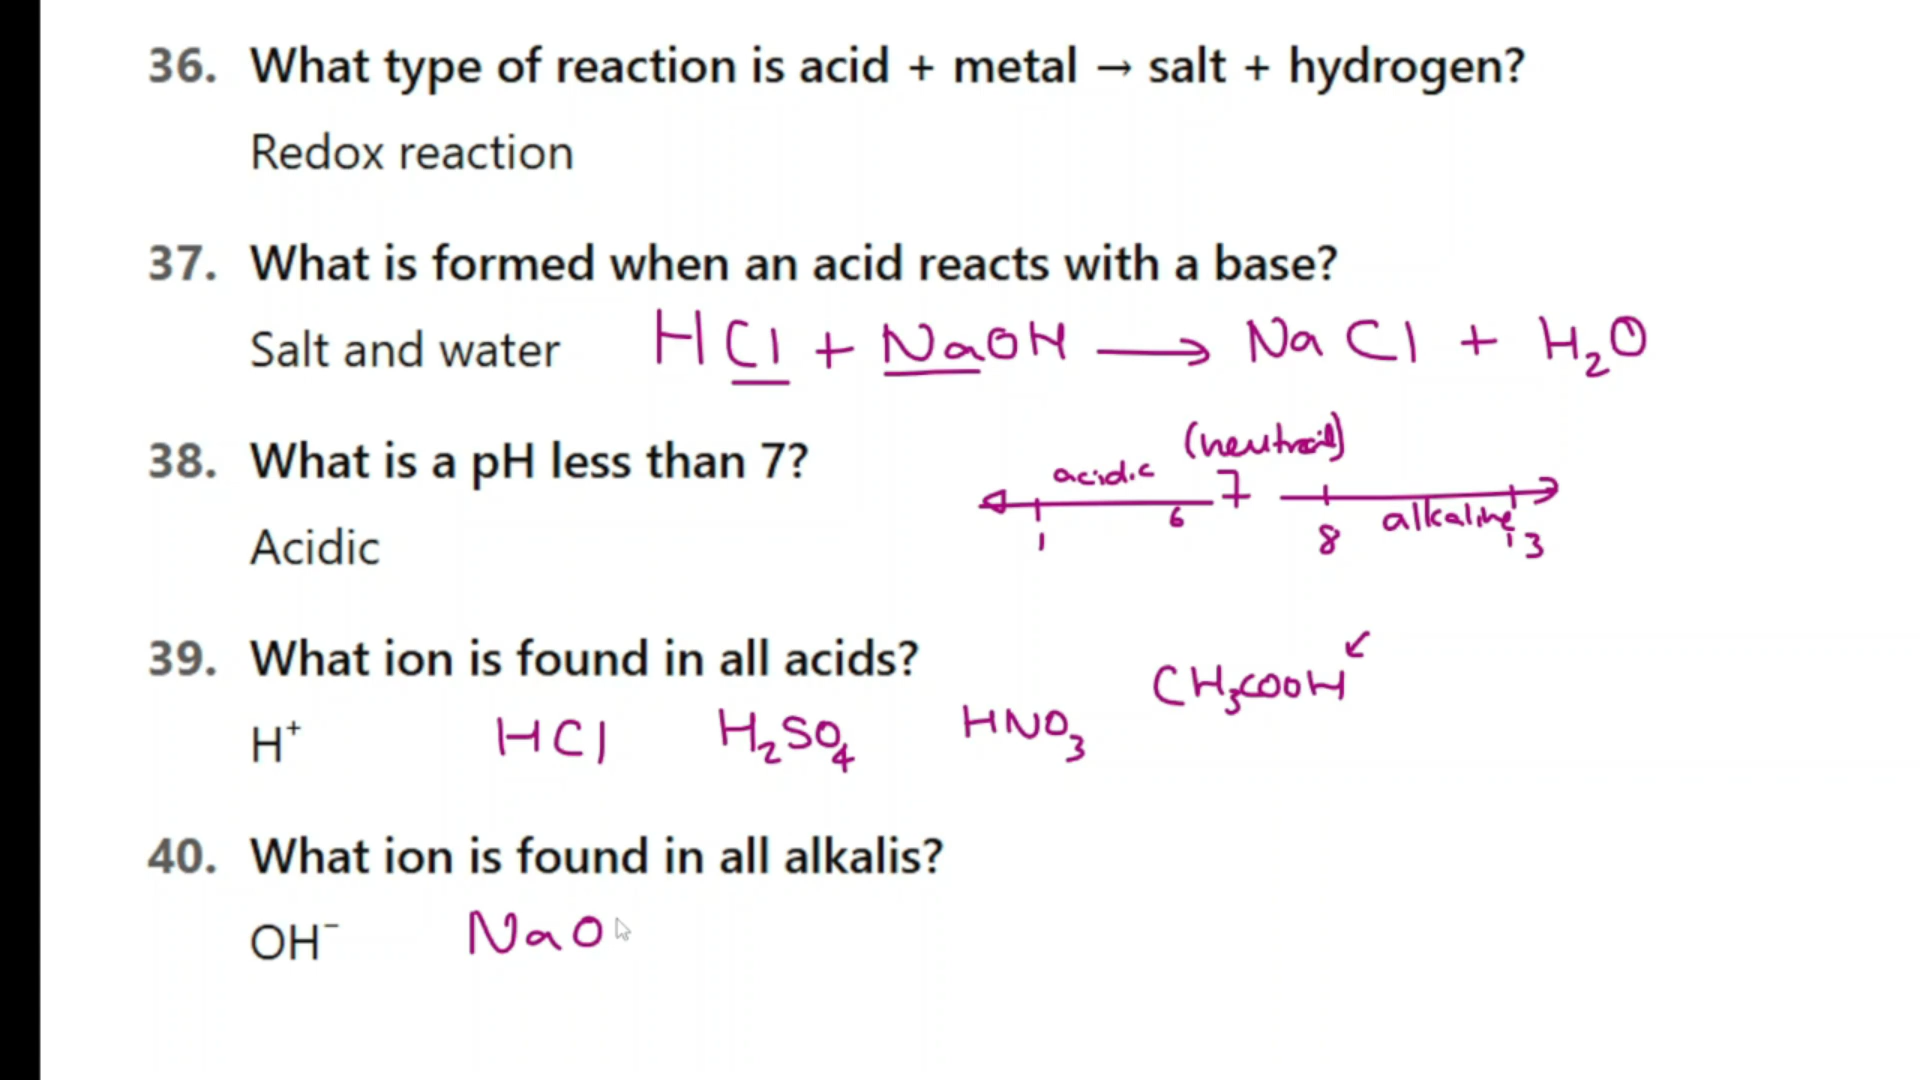 36. What type of reaction is acid + metal → salt + hydrogen?
Redox reaction
37. What is formed when an acid reacts with a base?
Salt and water HCl + NaOH ⟶ NaCl + H₂O
(neutral)
38. What is a pH less than 7?
acidic 7
1 6 8 alkaline 13
Acidic
39. What ion is found in all acids?
CH₃COOH
H⁺ HCl H₂SO₄ HNO₃
40. What ion is found in all alkalis?
OH⁻ NaO